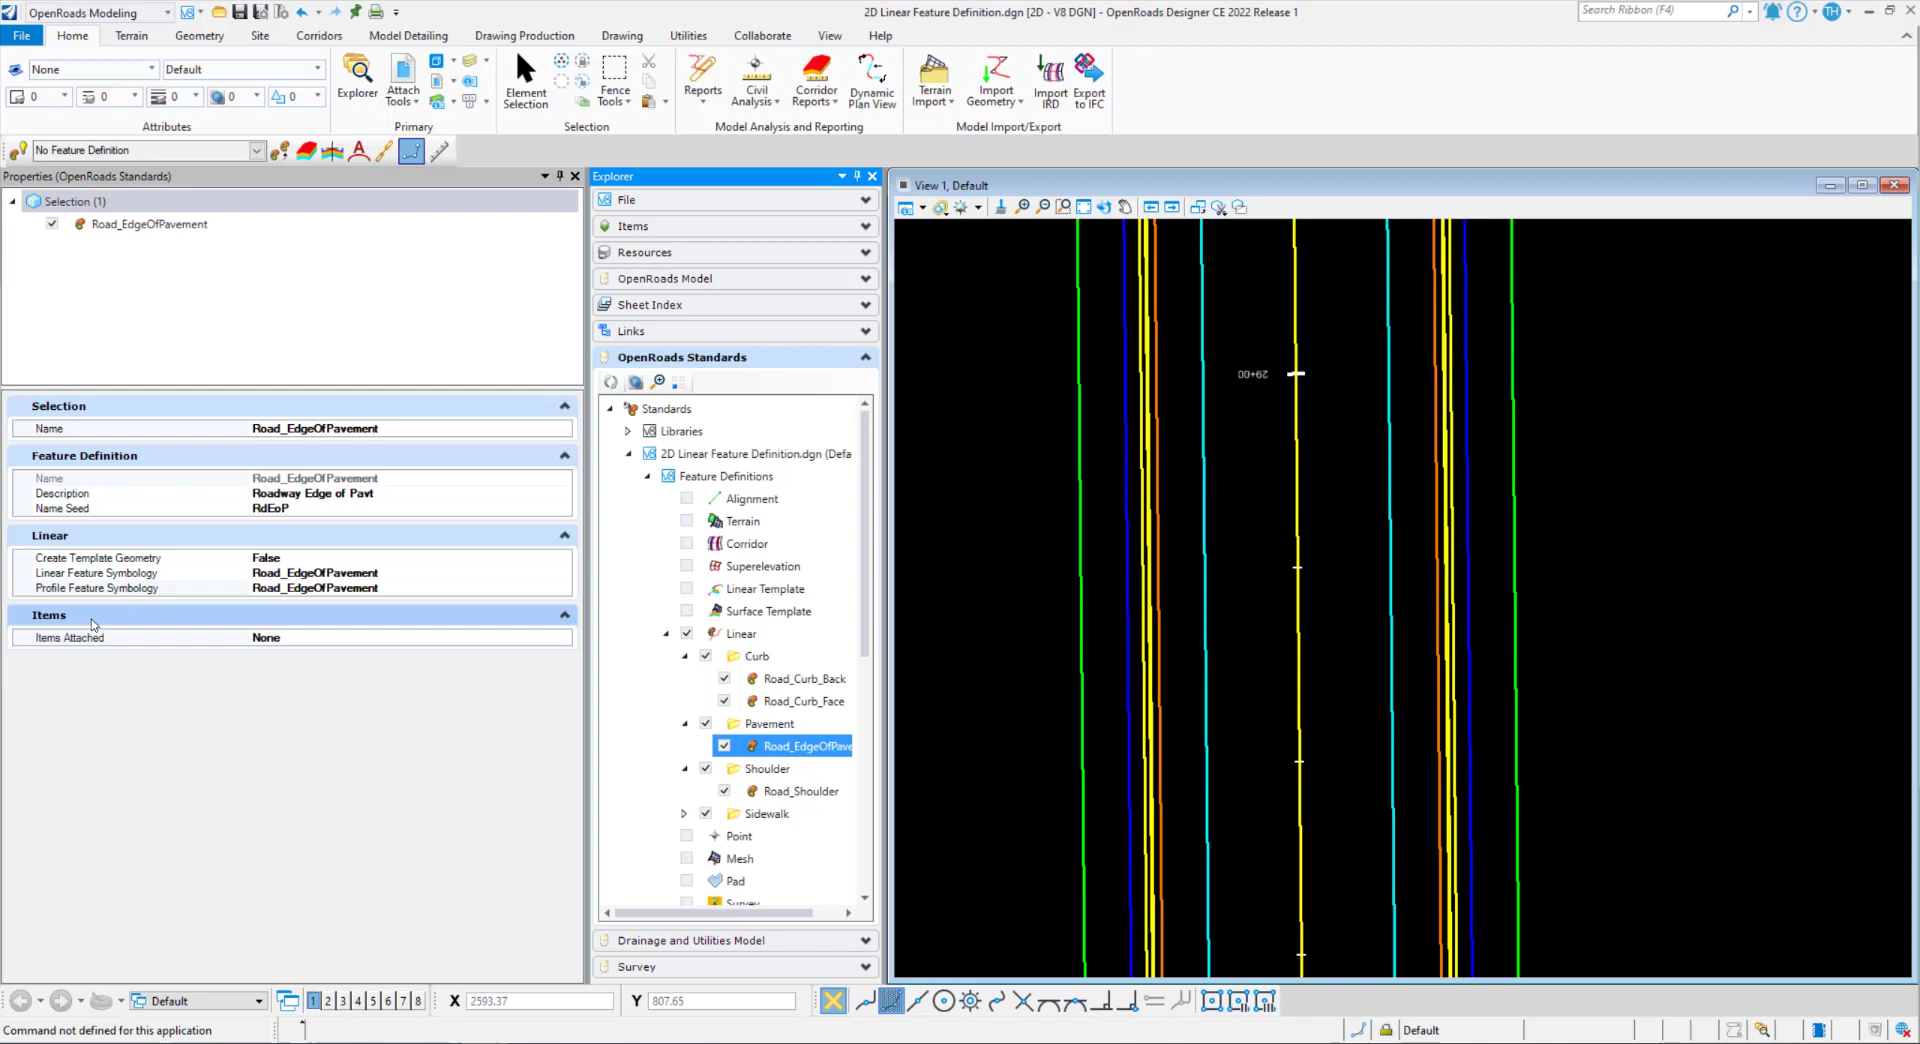 OpenRoads Modeling
2D Linear Feature Definition.dgn [2D - V8 DGN] - OpenRoads Designer CE 2022 Release 1
Search Ribbon (F4)
TH
File Home Terrain Geometry Site Corridors Model Detailing Drawing Production Drawing Utilities Collaborate View Help
None Default
0 0 0 0 0
Attributes
Explorer
Attach Tools
Primary
Element Selection
Fence Tools
Selection
Reports
Civil Analysis
Corridor Reports
Dynamic Plan View
Model Analysis and Reporting
Terrain Import
Import Geometry
Import IRD
Export to IFC
Model Import/Export
No Feature Definition
Properties (OpenRoads Standards)
Selection (1)
Road_EdgeOfPavement
Selection
Name Road_EdgeOfPavement
Feature Definition
Name Road_EdgeOfPavement
Description Roadway Edge of Pavt
Name Seed RdEoP
Linear
Create Template Geometry False
Linear Feature Symbology Road_EdgeOfPavement
Profile Feature Symbology Road_EdgeOfPavement
Items
Items Attached None
Explorer
File
Items
Resources
OpenRoads Model
Sheet Index
Links
OpenRoads Standards
Standards
Libraries
2D Linear Feature Definition.dgn (Defa
Feature Definitions
Alignment
Terrain
Corridor
Superelevation
Linear Template
Surface Template
Linear
Curb
Road_Curb_Back
Road_Curb_Face
Pavement
Road_EdgeOfPave
Shoulder
Road_Shoulder
Sidewalk
Point
Mesh
Pad
Survey
Drainage and Utilities Model
Survey
View 1, Default
29+00
Default 1 2 3 4 5 6 7 8 X 2593.37 Y 807.65
Command not defined for this application
Default